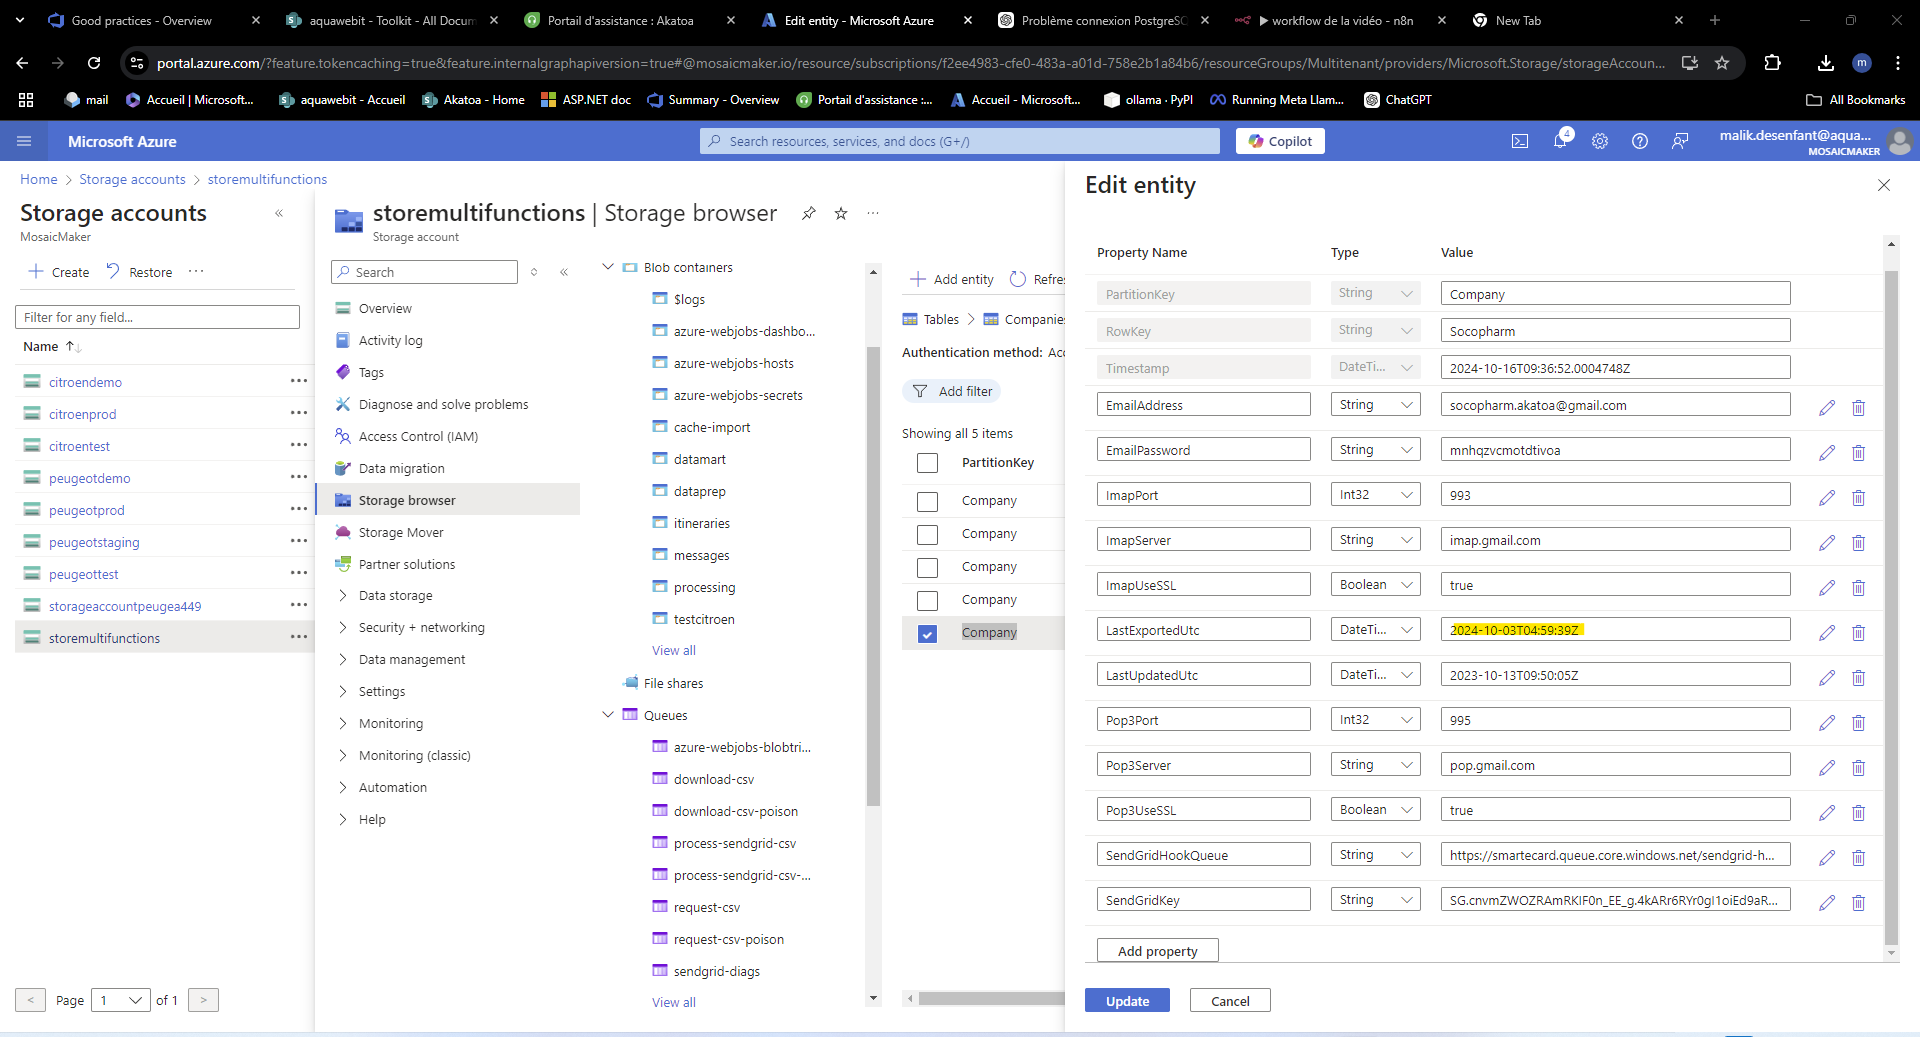 Good practices - Overview
aquawebit - Toolkit - All Docum
Portail d'assistance : Akatoa
Edit entity - Microsoft Azure
Problème connexion PostgreSQ
▶ workflow de la vidéo - n8n
New Tab
portal.azure.com/?feature.tokencaching=true&feature.internalgraphapiversion=true#@mosaicmaker.io/resource/subscriptions/f2ee4983-cfe0-483a-a01d-758e2b1a84b6/resourceGroups/Multitenant/providers/Microsoft.Storage/storageAccoun...
m
mail
Accueil | Microsoft...
aquawebit - Accueil
Akatoa - Home
ASP.NET doc
Summary - Overview
Portail d'assistance :...
Accueil - Microsoft...
ollama · PyPI
Running Meta Llam...
ChatGPT
All Bookmarks
Microsoft Azure
Search resources, services, and docs (G+/)
Copilot
4
malik.desenfant@aqua...
MOSAICMAKER
Home > Storage accounts > storemultifunctions
Storage accounts
MosaicMaker
Create
Restore
Filter for any field...
Name
citroendemo
citroenprod
citroentest
peugeotdemo
peugeotprod
peugeotstaging
peugeottest
storageaccountpeugea449
storemultifunctions
< Page 1 of 1 >
storemultifunctions | Storage browser
Storage account
Search
Overview
Activity log
Tags
Diagnose and solve problems
Access Control (IAM)
Data migration
Storage browser
Storage Mover
Partner solutions
Data storage
Security + networking
Data management
Settings
Monitoring
Monitoring (classic)
Automation
Help
Blob containers
$logs
azure-webjobs-dashbo...
azure-webjobs-hosts
azure-webjobs-secrets
cache-import
datamart
dataprep
itineraries
messages
processing
testcitroen
View all
File shares
Queues
azure-webjobs-blobtri...
download-csv
download-csv-poison
process-sendgrid-csv
process-sendgrid-csv-...
request-csv
request-csv-poison
sendgrid-diags
View all
Add entity
Refre
Tables > Companie
Authentication method: Acc
Add filter
Showing all 5 items
PartitionKey
Company
Company
Company
Company
Company
Edit entity
Property Name Type Value
PartitionKey String Company
RowKey String Socopharm
Timestamp DateTi... 2024-10-16T09:36:52.0004748Z
EmailAddress String socopharm.akatoa@gmail.com
EmailPassword String mnhqzvcmotdtivoa
ImapPort Int32 993
ImapServer String imap.gmail.com
ImapUseSSL Boolean true
LastExportedUtc DateTi... 2024-10-03T04:59:39Z
LastUpdatedUtc DateTi... 2023-10-13T09:50:05Z
Pop3Port Int32 995
Pop3Server String pop.gmail.com
Pop3UseSSL Boolean true
SendGridHookQueue String https://smartecard.queue.core.windows.net/sendgrid-h...
SendGridKey String
Add property
Update
Cancel